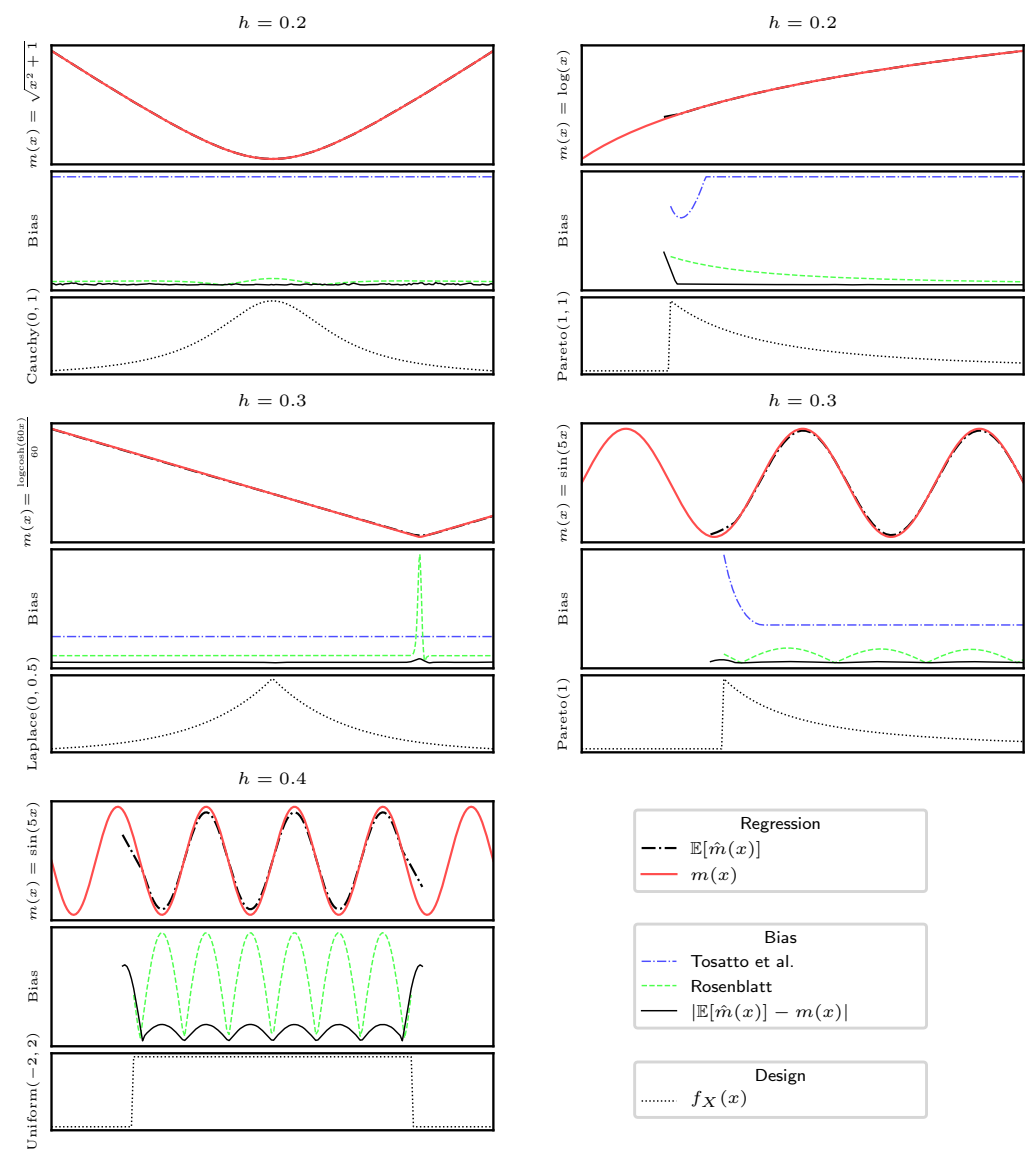 h = 0.2
m(x) = √(x² + 1)
Bias
Cauchy(0, 1)
h = 0.2
m(x) = log(x)
Bias
Pareto(1, 1)
h = 0.3
m(x) = logcosh(60x)/60
Bias
Laplace(0, 0.5)
h = 0.3
m(x) = sin(5x)
Bias
Pareto(1)
h = 0.4
m(x) = sin(5x)
Bias
Uniform(−2, 2)
Regression
𝔼[m̂(x)]
m(x)
Bias
Tosatto et al.
Rosenblatt
|𝔼[m̂(x)] − m(x)|
Design
f_X(x)